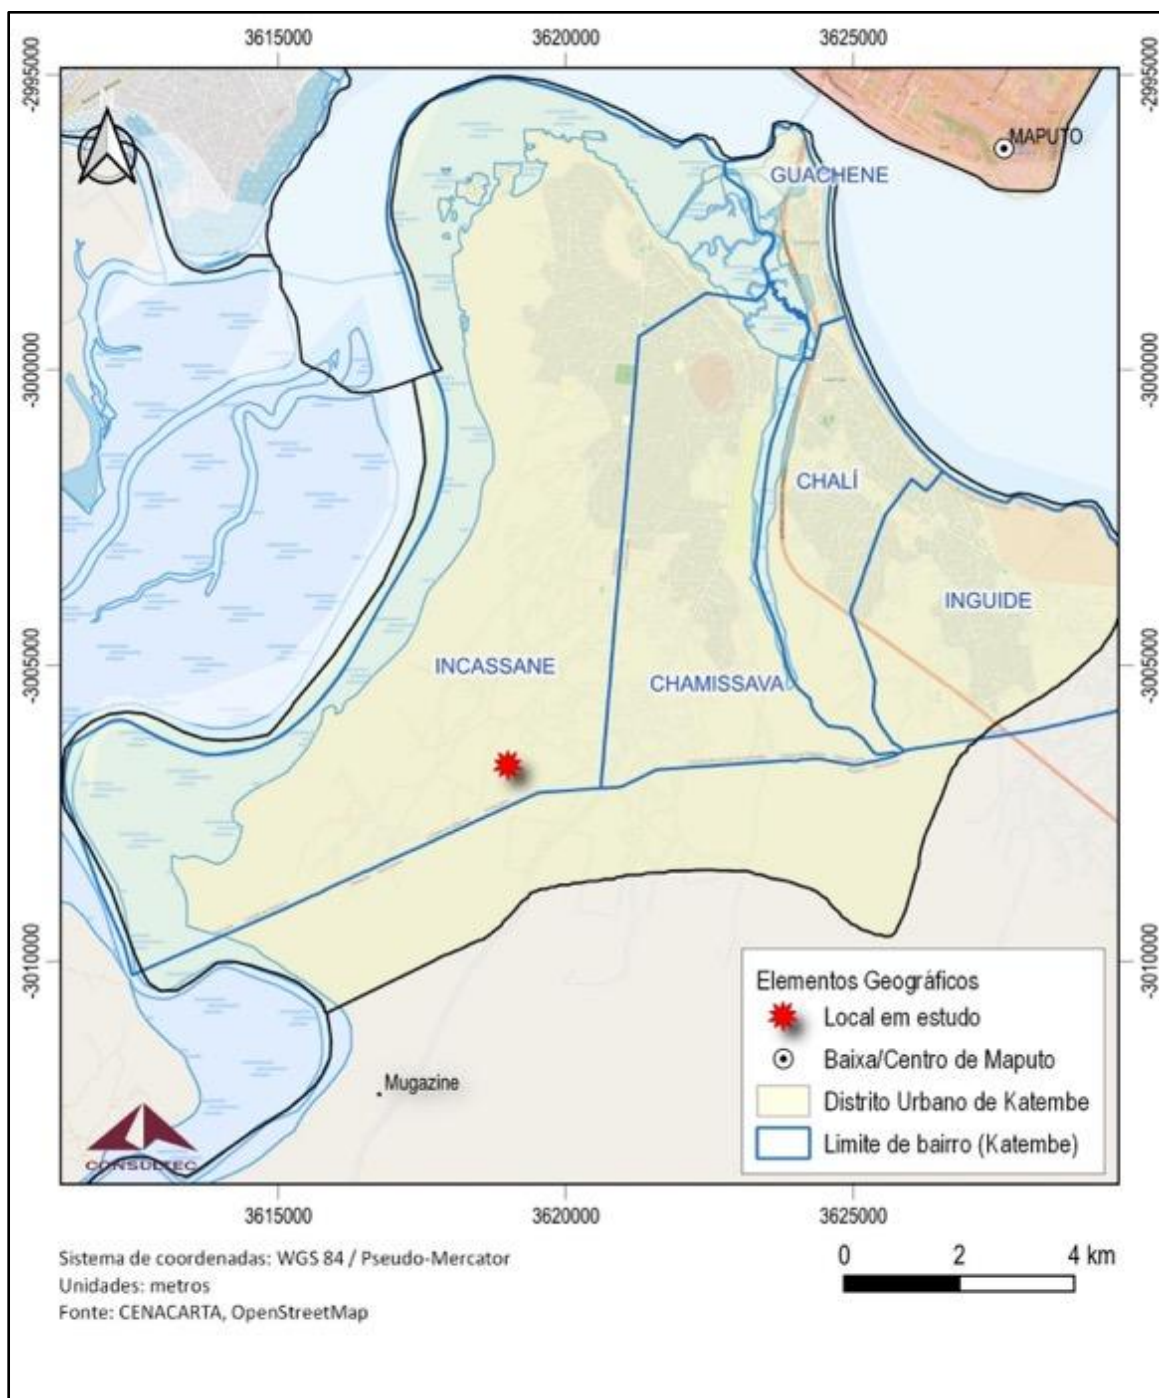 3615000 3620000 3625000
-2995000 -2995000
MAPUTO
GUACHENE
-3000000 -3000000
CHALÍ
INGUIDE
-3005000 -3005000
INCASSANE
CHAMISSAVA
-3010000 -3010000
Elementos Geográficos
Local em estudo
Baixa/Centro de Maputo
Distrito Urbano de Katembe
Limite de bairro (Katembe)
Mugazine
CONSULTEC
3615000 3620000 3625000
Sistema de coordenadas: WGS 84 / Pseudo-Mercator
Unidades: metros
Fonte: CENACARTA, OpenStreetMap
0 2 4 km